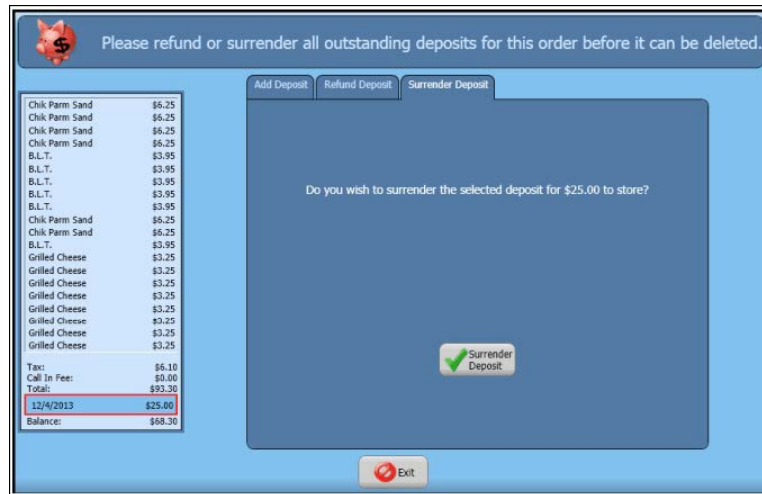 Please refund or surrender all outstanding deposits for this order before it can be deleted.
Add Deposit Refund Deposit Surrender Deposit
Chik Parm Sand $6.25
Chik Parm Sand $6.25
Chik Parm Sand $6.25
Chik Parm Sand $6.25
B.L.T. $3.95
B.L.T. $3.95
B.L.T. $3.95
B.L.T. $3.95
B.L.T. $3.95
Chik Parm Sand $6.25
Chik Parm Sand $6.25
B.L.T. $3.95
Grilled Cheese $3.25
Grilled Cheese $3.25
Grilled Cheese $3.25
Grilled Cheese $3.25
Grilled Cheese $3.25
Grilled Cheese $3.25
Grilled Cheese $3.25
Grilled Cheese $3.25
Tax: $6.10
Call In Fee: $0.00
Total: $93.30
12/4/2013 $25.00
Balance: $68.30
Do you wish to surrender the selected deposit for $25.00 to store?
Surrender
Deposit
Exit